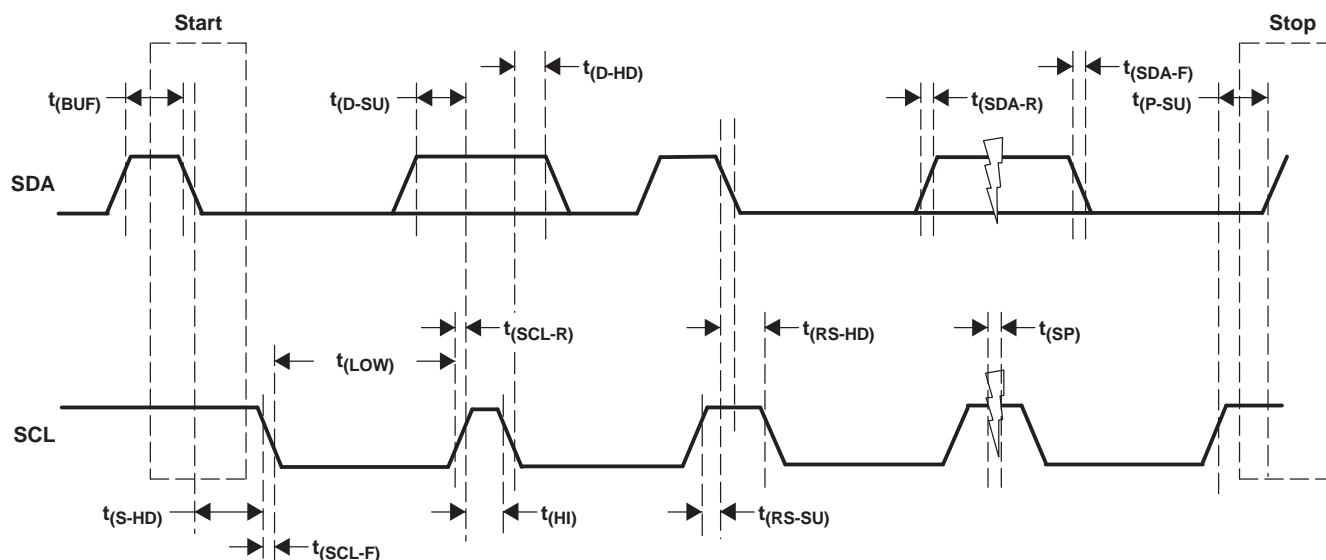 Start
Stop
t(D-HD)
t(SDA-F)
t(BUF)
t(D-SU)
t(SDA-R)
t(P-SU)
SDA
t(SCL-R)
t(RS-HD)
t(SP)
t(LOW)
SCL
t(S-HD)
t(HI)
t(RS-SU)
t(SCL-F)